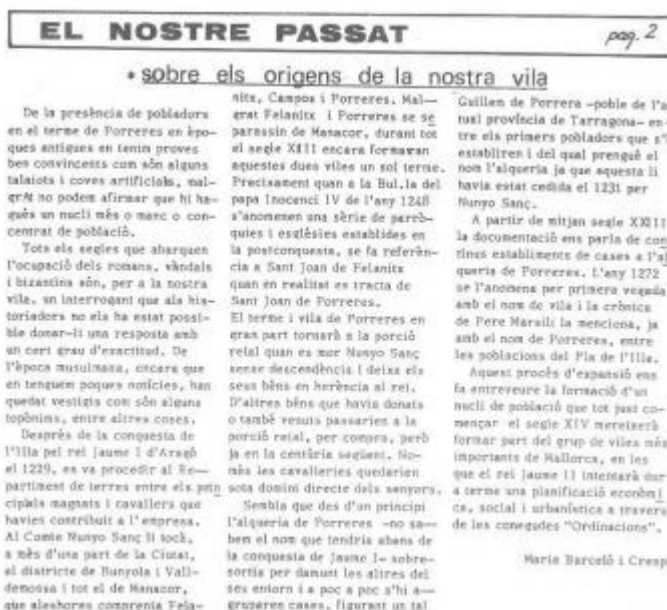 EL NOSTRE PASSAT
pag. 2
• sobre els origens de la nostra vila
De la presència de pobladors
en el terme de Porreres en èpo-
ques antigues en tenim proves
ben convincents com són alguns
talaiots i coves artificials, mal-
grat no podem afirmar que hi ha-
gués un nucli més o manc o con-
centrat de població.
Tots els segles que abarquen
l'ocupació dels romans, vàndals
i bizantins són, per a la nostra
vila, un interrogant que als his-
toriadors no els ha estat possi-
ble donar-li una resposta amb
un cert grau d'exactitud. De
l'època musulmana, encara que
en tenguem poques notícies, han
quedat vestigis com són alguns
topònims, entre altres coses.
Desprès de la conquesta de
l'illa pel rei Jaume I d'Aragó
el 1229, es va procedir al Re—
partiment de terres entre els prin
cipals magnats i cavallers que
havien contribuit a l'empresa.
Al Comte Nunyo Sanç li tocà,
a mès d'una part de la Ciutat,
el districte de Bunyola i Vall-
demossa i tot el de Manacor,
que aleshores comprenia Fela-
nitx, Campos i Porreres. Mal—
grat Felanitx i Porreres se se
parassin de Manacor, durant tot
el segle XIII encara formavan
aquestes dues viles un sol terme.
Precisament quan a la Bul.la del
papa Inocenci IV de l'any 1248
s'anomenen una sèrie de parrò-
quies i esglèsies establides en
la postconquesta, se fa referèn-
cia a Sant Joan de Felanitx
quan en realitat es tracta de
Sant Joan de Porreres.
El terme i vila de Porreres en
gran part tornarà a la porció
reial quan es mor Nunyo Sanç
sense descendència i deixa els
seus béns en herència al rei.
D'altres béns que havia donats
o també venuts passarien a la
porció reial, per compra, però
ja en la centúria següent. No-
més les cavalleries quedarien
sota domini directe dels senyors.
Sembla que des d'un principi
l'alqueria de Porreres -no sa—
bem el nom que tendria abans de
la conquesta de Jaume I- sobre-
sortia per damunt les altres del
seu entorn i a poc a poc s'hi a—
gruparen cases, figurant un tal
Guillem de Porrera -poble de l'a
tual província de Tarragona- en-
tre els primers pobladors que s'
establiren i del qual prengué el
nom l'alqueria ja que aquesta li
havia estat cedida el 1231 per
Nunyo Sanç.
A partir de mitjan segle XIII
la documentació ens parla de con
tinus establiments de cases a l'al
queria de Porreres. L'any 1272
se l'anomena per primera vegada
amb el nom de vila i la crònica
de Pere Marsili la menciona, ja
amb el nom de Porreres, entre
les poblacions del Pla de l'Illa.
Aquest procés d'expansió ens
fa entreveure la formació d'un
nucli de població que tot just co-
mençar el segle XIV mereixerà
formar part del grup de viles més
importants de Mallorca, en les
que el rei Jaume II intentarà dur
a terme una planificació econòmi
ca, social i urbanística a travers
de les conegudes "Ordinacions".
Maria Barceló i Crespí